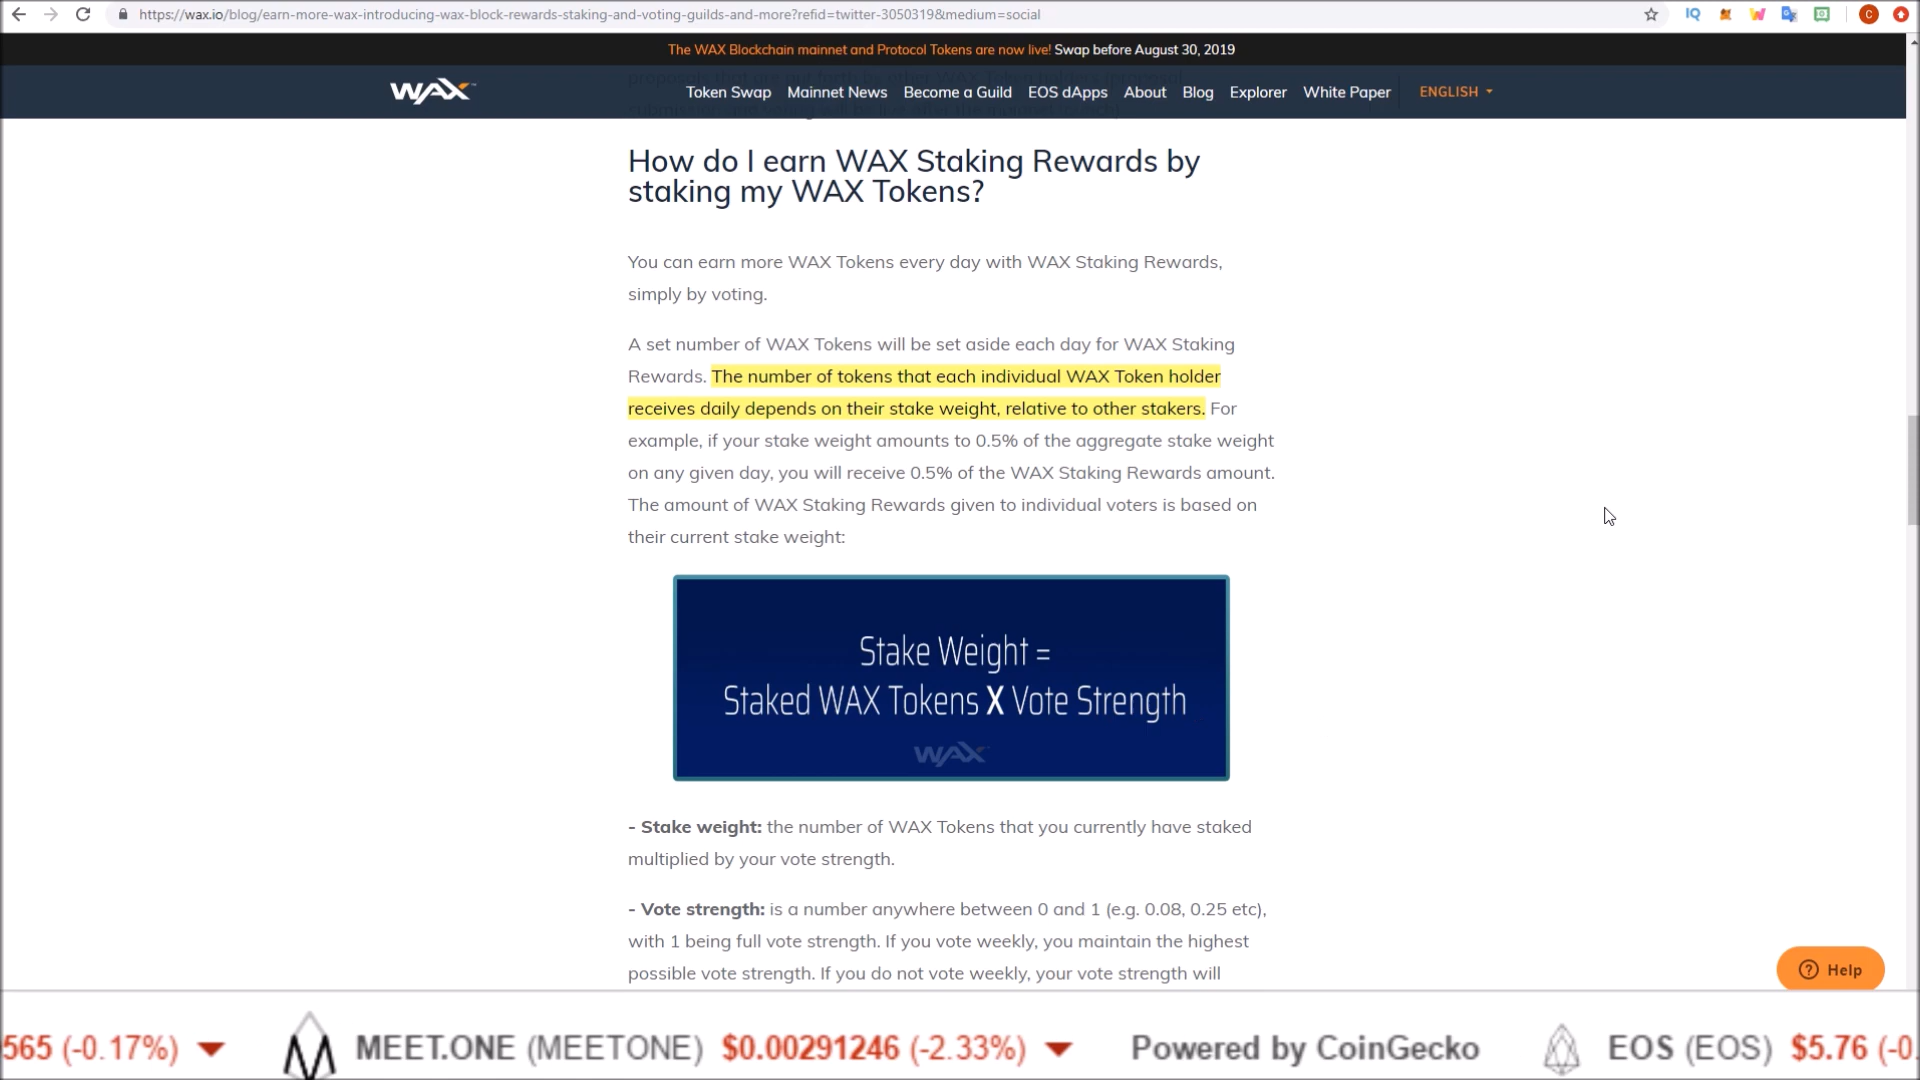 https://wax.io/blog/earn-more-wax-introducing-wax-block-rewards-staking-and-voting-guilds-and-more?refid=twitter-3050319&medium=social
The WAX Blockchain mainnet and Protocol Tokens are now live! Swap before August 30, 2019
WAX Token Swap Mainnet News Become a Guild EOS dApps About Blog Explorer White Paper ENGLISH
How do I earn WAX Staking Rewards by
staking my WAX Tokens?
You can earn more WAX Tokens every day with WAX Staking Rewards,
simply by voting.
A set number of WAX Tokens will be set aside each day for WAX Staking
Rewards. The number of tokens that each individual WAX Token holder
receives daily depends on their stake weight, relative to other stakers. For
example, if your stake weight amounts to 0.5% of the aggregate stake weight
on any given day, you will receive 0.5% of the WAX Staking Rewards amount.
The amount of WAX Staking Rewards given to individual voters is based on
their current stake weight:
Stake Weight =
Staked WAX Tokens X Vote Strength
WAX
- Stake weight: the number of WAX Tokens that you currently have staked
multiplied by your vote strength.
- Vote strength: is a number anywhere between 0 and 1 (e.g. 0.08, 0.25 etc),
with 1 being full vote strength. If you vote weekly, you maintain the highest
possible vote strength. If you do not vote weekly, your vote strength will
Help
565 (-0.17%) MEET.ONE (MEETONE) $0.00291246 (-2.33%) Powered by CoinGecko EOS (EOS) $5.76 (-0.